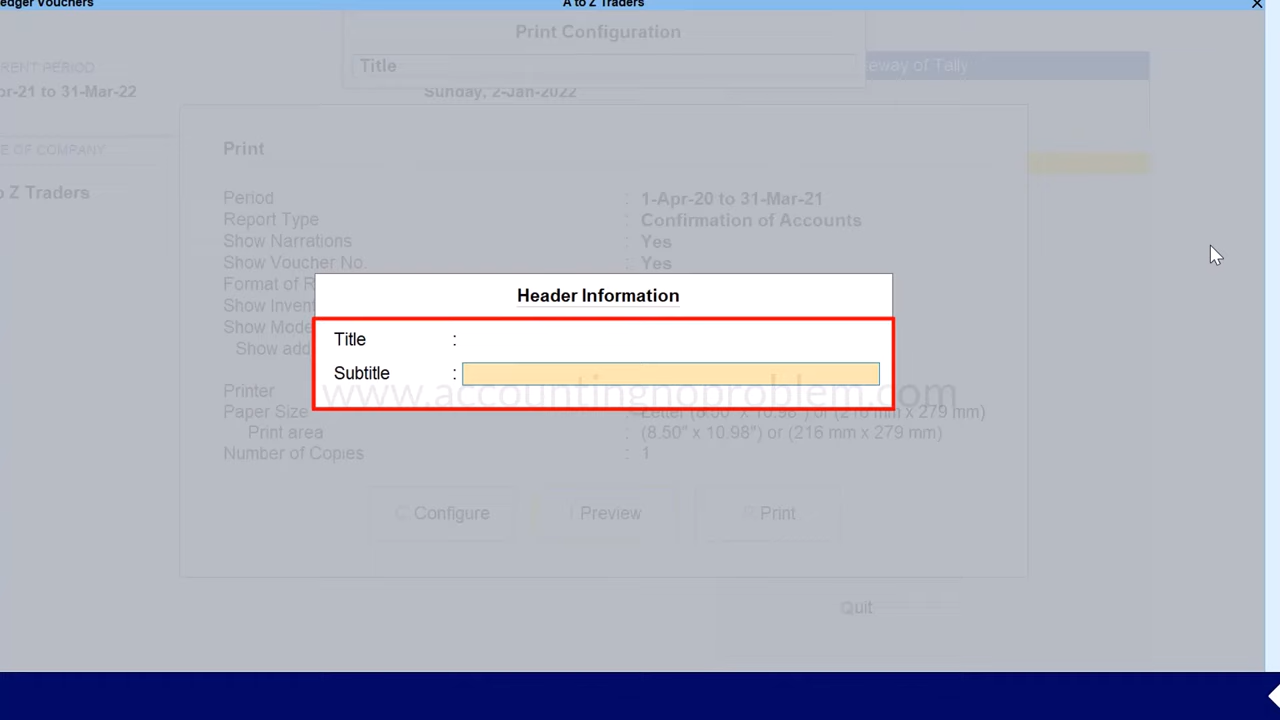 edger Vouchers
A to Z Traders
Print Configuration
Title
eway of Tally
RENT PERIOD
pr-21 to 31-Mar-22
Sunday, 2-Jan-2022
E OF COMPANY
o Z Traders
Print
Period : 1-Apr-20 to 31-Mar-21
Report Type : Confirmation of Accounts
Show Narrations : Yes
Show Voucher No. : Yes
Format of R
Show Inven
Show Mode
Show add
Header Information
Title :
Subtitle :
Printer
www.accountingnoproblem.com
Paper Size : Letter (8.50" x 10.98") or (216 mm x 279 mm)
Print area : (8.50" x 10.98") or (216 mm x 279 mm)
Number of Copies : 1
C Configure
I Preview
P Print
Quit